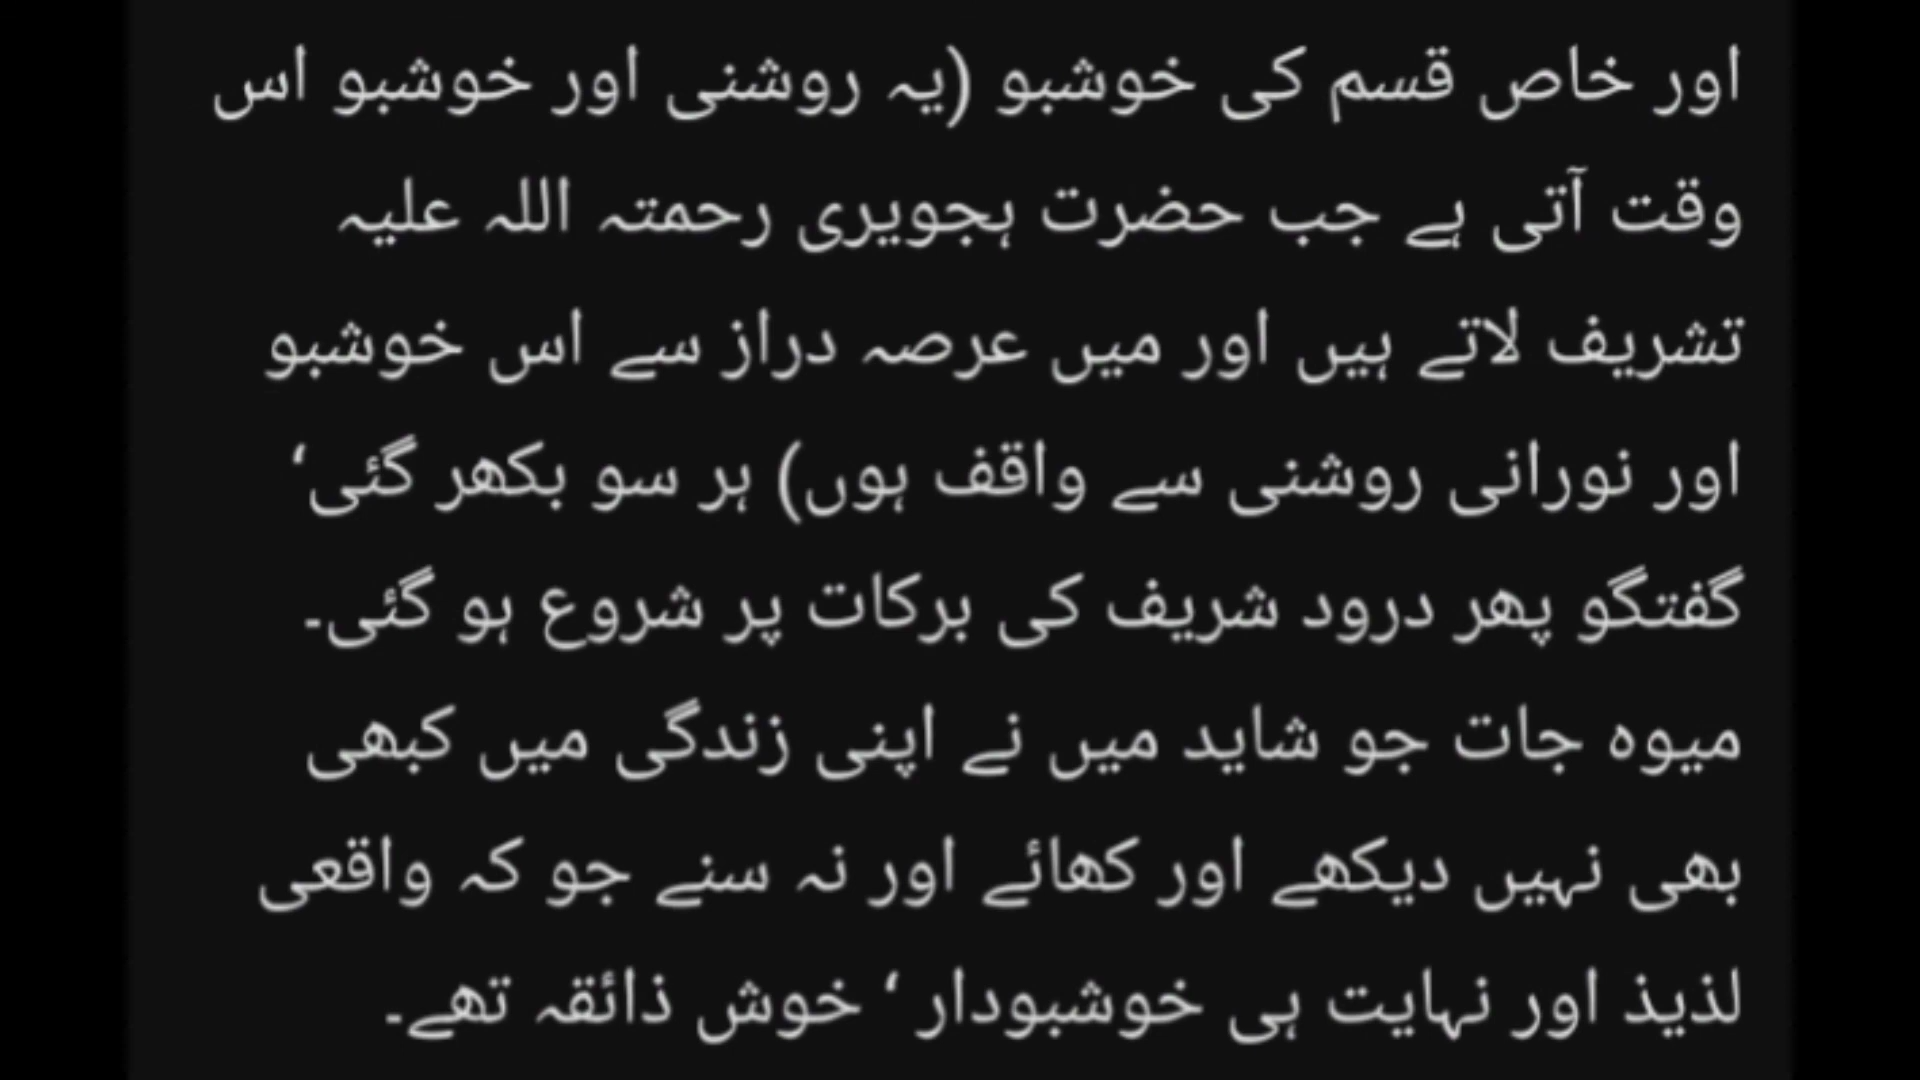 اور خاص قسم کی خوشبو (یہ روشنی اور خوشبو اس
وقت آتی ہے جب حضرت ہجویری رحمتہ اللہ علیہ
تشریف لاتے ہیں اور میں عرصہ دراز سے اس خوشبو
اور نورانی روشنی سے واقف ہوں) ہر سو بکھر گئی‘
گفتگو پھر درود شریف کی برکات پر شروع ہو گئی۔
میوہ جات جو شاید میں نے اپنی زندگی میں کبھی
بھی نہیں دیکھے اور کھائے اور نہ سنے جو کہ واقعی
لذیذ اور نہایت ہی خوشبودار ‘ خوش ذائقہ تھے۔